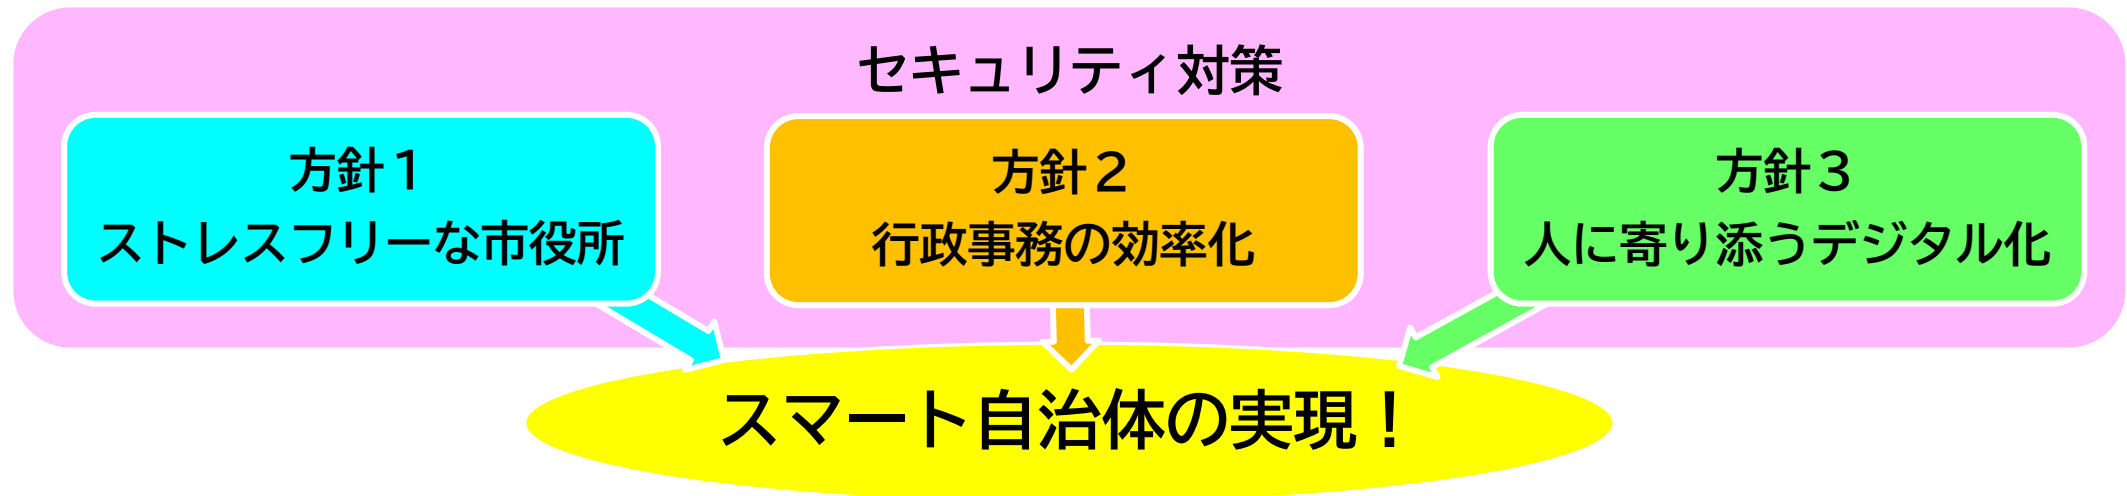 セキュリティ対策
方針１
ストレスフリーな市役所
方針２
行政事務の効率化
方針３
人に寄り添うデジタル化
スマート自治体の実現！